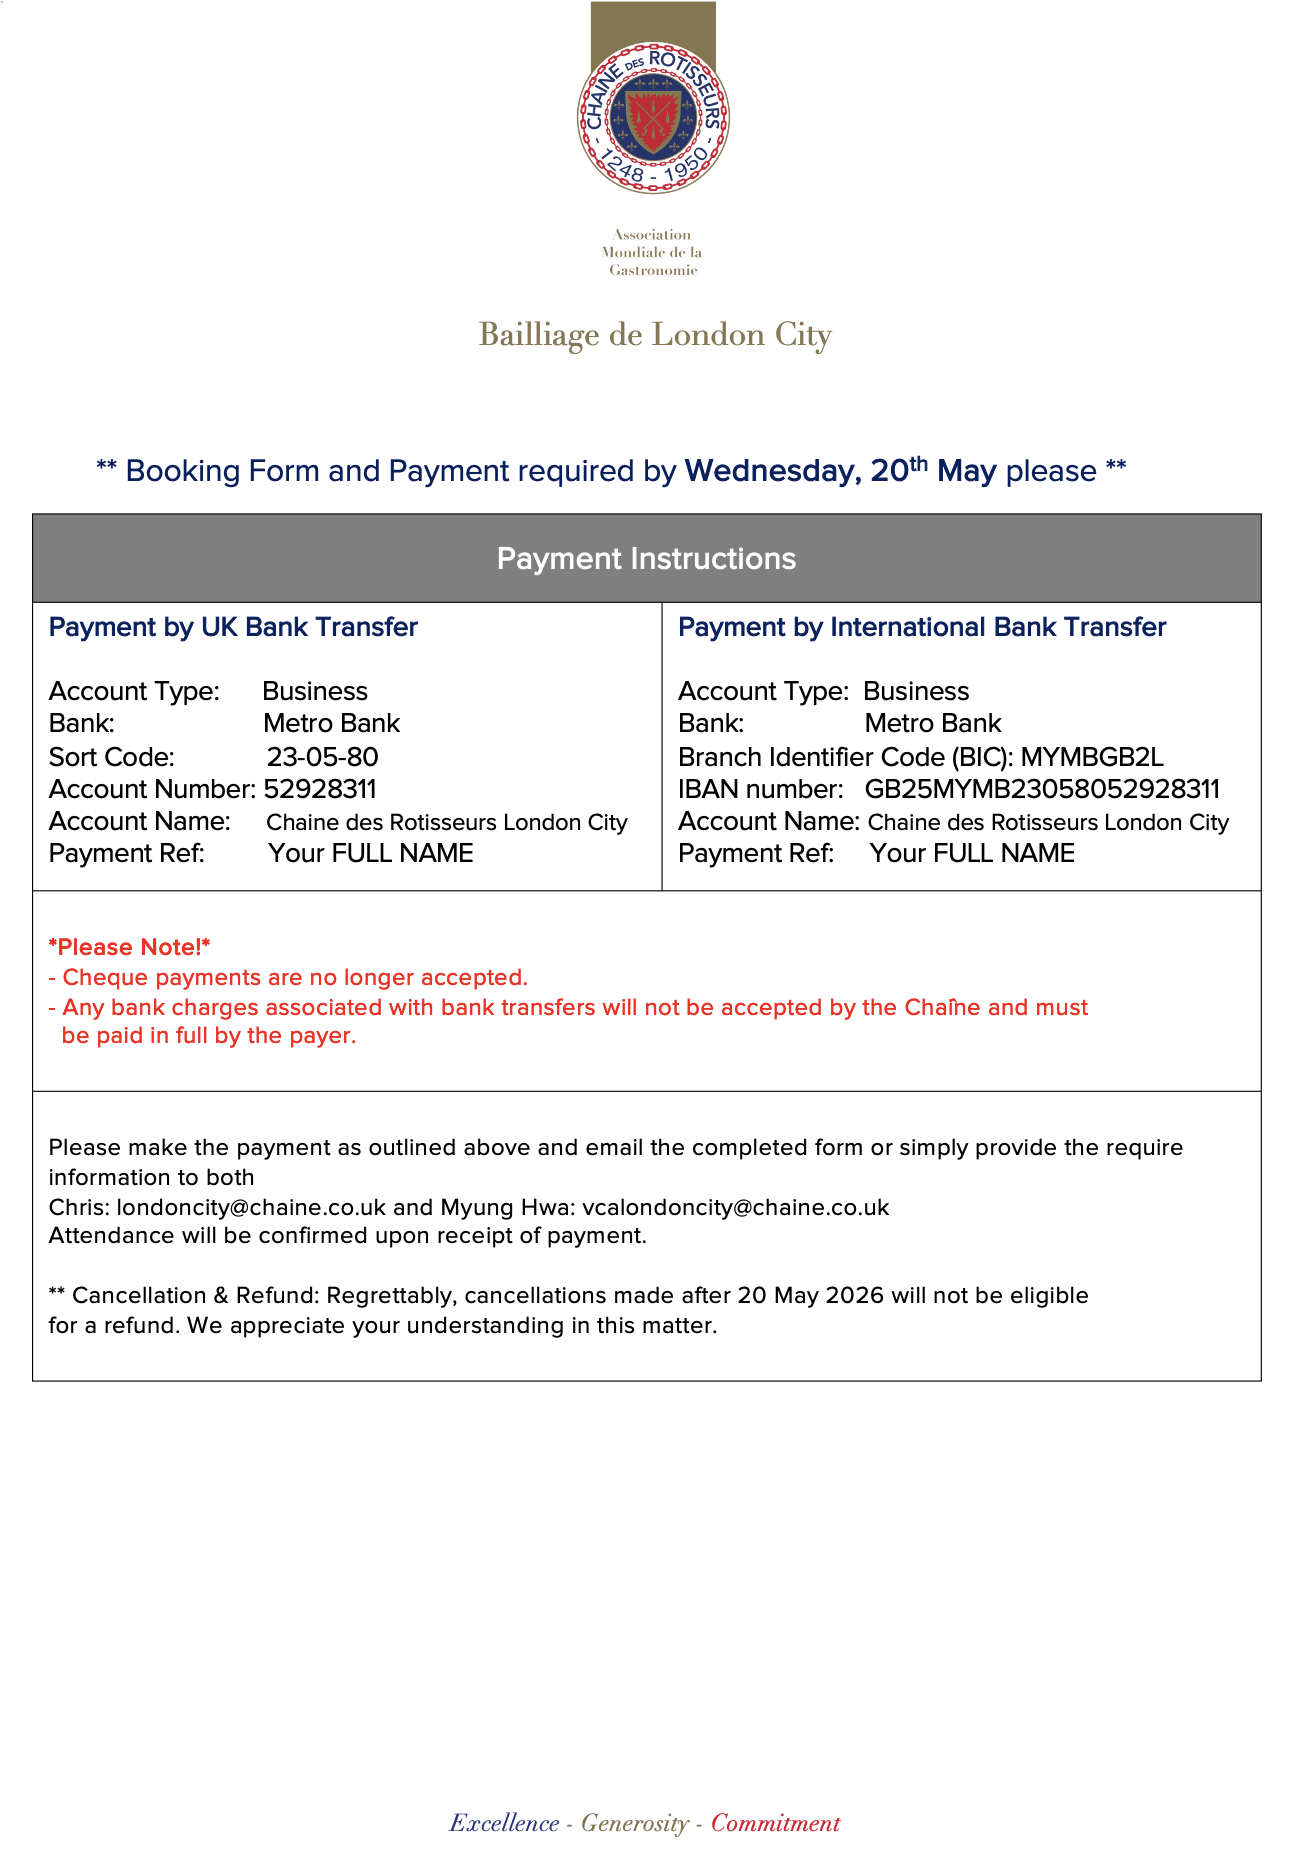 CHAINE DES ROTISSEURS
- 1248 - 1950 -
Association
Mondiale de la
Gastronomie
Bailliage de London City
** Booking Form and Payment required by Wednesday, 20th May please **
Payment Instructions
Payment by UK Bank Transfer
Account Type: Business
Bank: Metro Bank
Sort Code: 23-05-80
Account Number: 52928311
Account Name: Chaine des Rotisseurs London City
Payment Ref: Your FULL NAME
Payment by International Bank Transfer
Account Type: Business
Bank: Metro Bank
Branch Identifier Code (BIC): MYMBGB2L
IBAN number: GB25MYMB23058052928311
Account Name: Chaine des Rotisseurs London City
Payment Ref: Your FULL NAME
*Please Note!*
- Cheque payments are no longer accepted.
- Any bank charges associated with bank transfers will not be accepted by the Chaîne and must
be paid in full by the payer.
Please make the payment as outlined above and email the completed form or simply provide the require
information to both
Chris: londoncity@chaine.co.uk and Myung Hwa: vcalondoncity@chaine.co.uk
Attendance will be confirmed upon receipt of payment.
** Cancellation & Refund: Regrettably, cancellations made after 20 May 2026 will not be eligible
for a refund. We appreciate your understanding in this matter.
Excellence - Generosity - Commitment